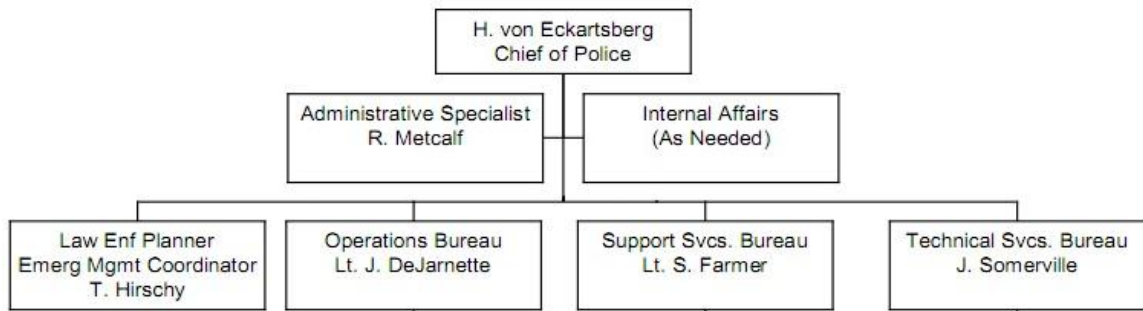 H. von Eckartsberg
Chief of Police
Administrative Specialist
R. Metcalf
Internal Affairs
(As Needed)
Law Enf Planner
Emerg Mgmt Coordinator
T. Hirschy
Operations Bureau
Lt. J. DeJarnette
Support Svcs. Bureau
Lt. S. Farmer
Technical Svcs. Bureau
J. Somerville